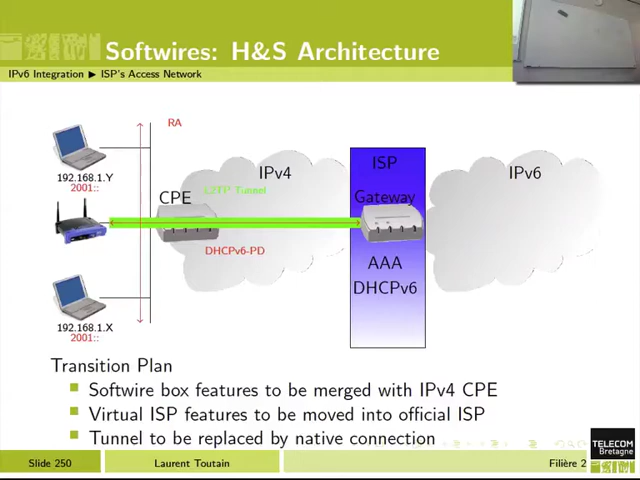 Softwires: H&S Architecture
IPv6 Integration ▶ ISP's Access Network
RA
192.168.1.Y
2001::
CPE
IPv4
L2TP Tunnel
DHCPv6-PD
ISP
Gateway
AAA
DHCPv6
IPv6
192.168.1.X
2001::
Transition Plan
Softwire box features to be merged with IPv4 CPE
Virtual ISP features to be moved into official ISP
Tunnel to be replaced by native connection
TELECOM
Bretagne
Slide 250
Laurent Toutain
Filière 2